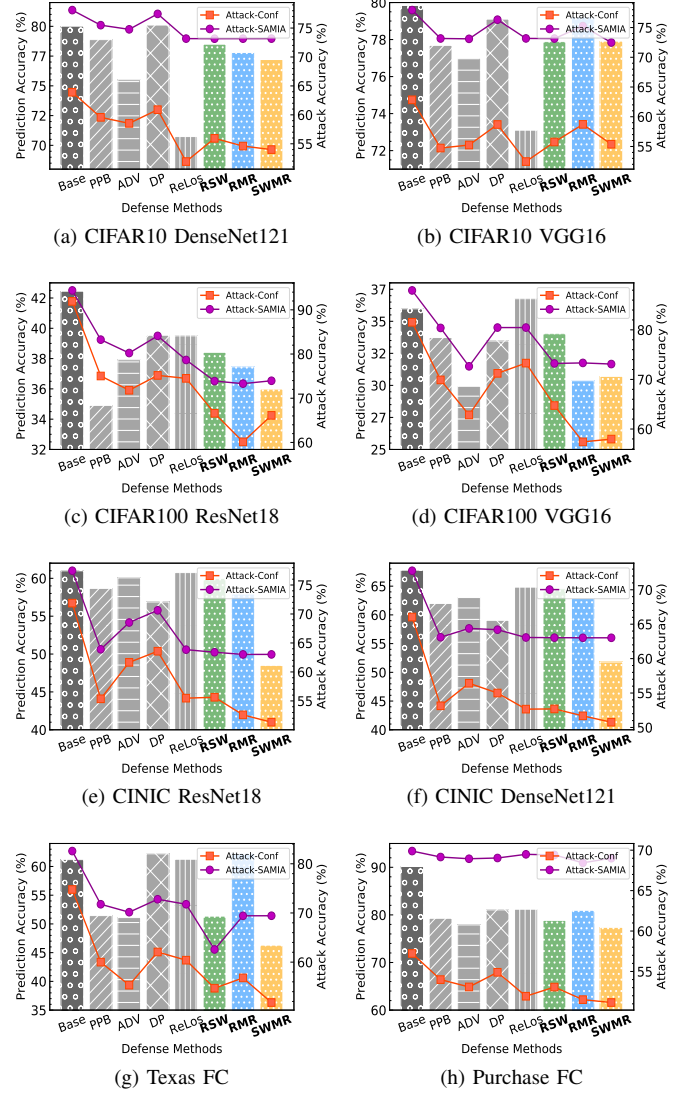 Prediction Accuracy (%)
80
77
75
72
70
Attack-Conf
Attack-SAMIA
75
70
65
60
55
Attack Accuracy (%)
Base PPB ADV DP ReLos RSW RMR SWMR
Defense Methods
(a) CIFAR10 DenseNet121
Prediction Accuracy (%)
80
78
76
74
72
Attack-Conf
Attack-SAMIA
75
70
65
60
55
Attack Accuracy (%)
Base PPB ADV DP ReLos RSW RMR SWMR
Defense Methods
(b) CIFAR10 VGG16
Prediction Accuracy (%)
42
40
38
36
34
32
Attack-Conf
Attack-SAMIA
90
80
70
60
Attack Accuracy (%)
Base PPB ADV DP ReLos RSW RMR SWMR
Defense Methods
(c) CIFAR100 ResNet18
Prediction Accuracy (%)
37
35
32
30
27
25
Attack-Conf
Attack-SAMIA
80
70
60
Attack Accuracy (%)
Base PPB ADV DP ReLos RSW RMR SWMR
Defense Methods
(d) CIFAR100 VGG16
Prediction Accuracy (%)
60
55
50
45
40
Attack-Conf
Attack-SAMIA
75
70
65
60
55
Attack Accuracy (%)
Base PPB ADV DP ReLos RSW RMR SWMR
Defense Methods
(e) CINIC ResNet18
Prediction Accuracy (%)
65
60
55
50
45
40
Attack-Conf
Attack-SAMIA
70
65
60
55
50
Attack Accuracy (%)
Base PPB ADV DP ReLos RSW RMR SWMR
Defense Methods
(f) CINIC DenseNet121
Prediction Accuracy (%)
60
55
50
45
40
35
Attack-Conf
Attack-SAMIA
80
70
60
Attack Accuracy (%)
Base PPB ADV DP ReLos RSW RMR SWMR
Defense Methods
(g) Texas FC
Prediction Accuracy (%)
90
80
70
60
Attack-Conf
Attack-SAMIA
70
65
60
55
Attack Accuracy (%)
Base PPB ADV DP ReLos RSW RMR SWMR
Defense Methods
(h) Purchase FC